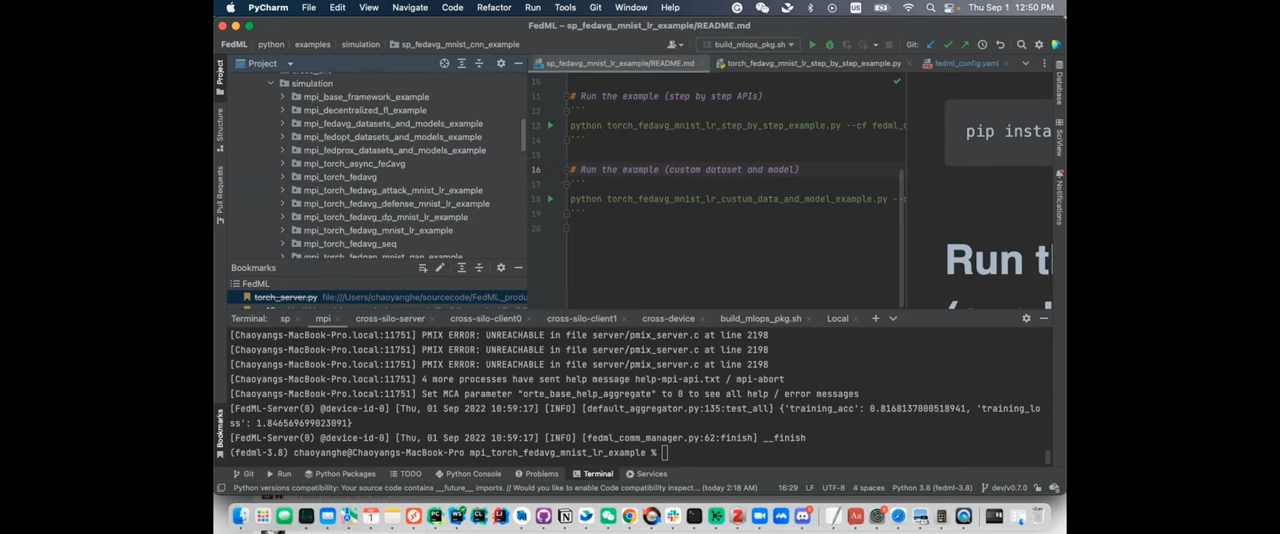 PyCharm File Edit View Navigate Code Refactor Run Tools Git Window Help Thu Sep 1 12:50 PM
FedML – sp_fedavg_mnist_lr_example/README.md
FedML python examples simulation sp_fedavg_mnist_cnn_example build_mlops_pkg.sh Git:
Project sp_fedavg_mnist_lr_example/README.md torch_fedavg_mnist_lr_step_by_step_example.py fedml_config.yaml
simulation
mpi_base_framework_example
mpi_decentralized_fl_example
mpi_fedavg_datasets_and_models_example
mpi_fedopt_datasets_and_models_example
mpi_fedprox_datasets_and_models_example
mpi_torch_async_fedavg
mpi_torch_fedavg
mpi_torch_fedavg_attack_mnist_lr_example
mpi_torch_fedavg_defense_mnist_lr_example
mpi_torch_fedavg_dp_mnist_lr_example
mpi_torch_fedavg_mnist_lr_example
mpi_torch_fedavg_seq
mpi_torch_fedgan_mnist_gan_example
Bookmarks
FedML
torch_server.py file:///Users/chaoyanghe/sourcecode/FedML_produ
10
11 # Run the example (step by step APIs)
12 ```
13 python torch_fedavg_mnist_lr_step_by_step_example.py --cf fedml_c
14 ```
15
16 # Run the example (custom dataset and model)
17 ```
18 python torch_fedavg_mnist_lr_custum_data_and_model_example.py --c
19 ```
20
pip insta
Run th
Project
Structure
Pull Requests
Bookmarks
Database
SciView
Notifications
Terminal: sp mpi cross-silo-server cross-silo-client0 cross-silo-client1 cross-device build_mlops_pkg.sh Local
[Chaoyangs-MacBook-Pro.local:11751] PMIX ERROR: UNREACHABLE in file server/pmix_server.c at line 2198
[Chaoyangs-MacBook-Pro.local:11751] PMIX ERROR: UNREACHABLE in file server/pmix_server.c at line 2198
[Chaoyangs-MacBook-Pro.local:11751] PMIX ERROR: UNREACHABLE in file server/pmix_server.c at line 2198
[Chaoyangs-MacBook-Pro.local:11751] 4 more processes have sent help message help-mpi-api.txt / mpi-abort
[Chaoyangs-MacBook-Pro.local:11751] Set MCA parameter "orte_base_help_aggregate" to 0 to see all help / error messages
[FedML-Server(0) @device-id-0] [Thu, 01 Sep 2022 10:59:17] [INFO] [default_aggregator.py:135:test_all] {'training_acc': 0.8168137000518941, 'training_lo
ss': 1.846569699023091}
[FedML-Server(0) @device-id-0] [Thu, 01 Sep 2022 10:59:17] [INFO] [fedml_comm_manager.py:62:finish] __finish
(fedml-3.8) chaoyanghe@Chaoyangs-MacBook-Pro mpi_torch_fedavg_mnist_lr_example %
Git Run Python Packages TODO Python Console Problems Terminal Services
Python versions compatibility: Your source code contains __future__ imports. // Would you like to enable Code compatibility inspect... (today 2:18 AM) 16:29 LF UTF-8 4 spaces Python 3.8 (fedml-3.8) dev/v0.7.0